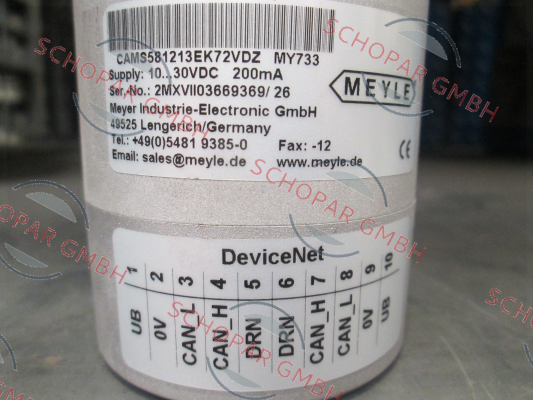 CAMS581213EK72VDZ MY733
Supply: 10...30VDC 200mA
Ser.-No.: 2MXVII03669369/ 26
Meyer Industrie-Electronic GmbH
49525 Lengerich/Germany
Tel.: +49(0)5481 9385-0 Fax: -12
Email: sales@meyle.de www.meyle.de
MEYLE
CE
DeviceNet
1 2 3 4 5 6 7 8 9 10
UB 0V CAN_L CAN_H DRN DRN CAN_H CAN_L 0V UB
SCHOPAR GMBH
SCHOPAR GMBH
SCHOPAR GMBH
SCHOPAR GMBH
SCHOPAR GMBH